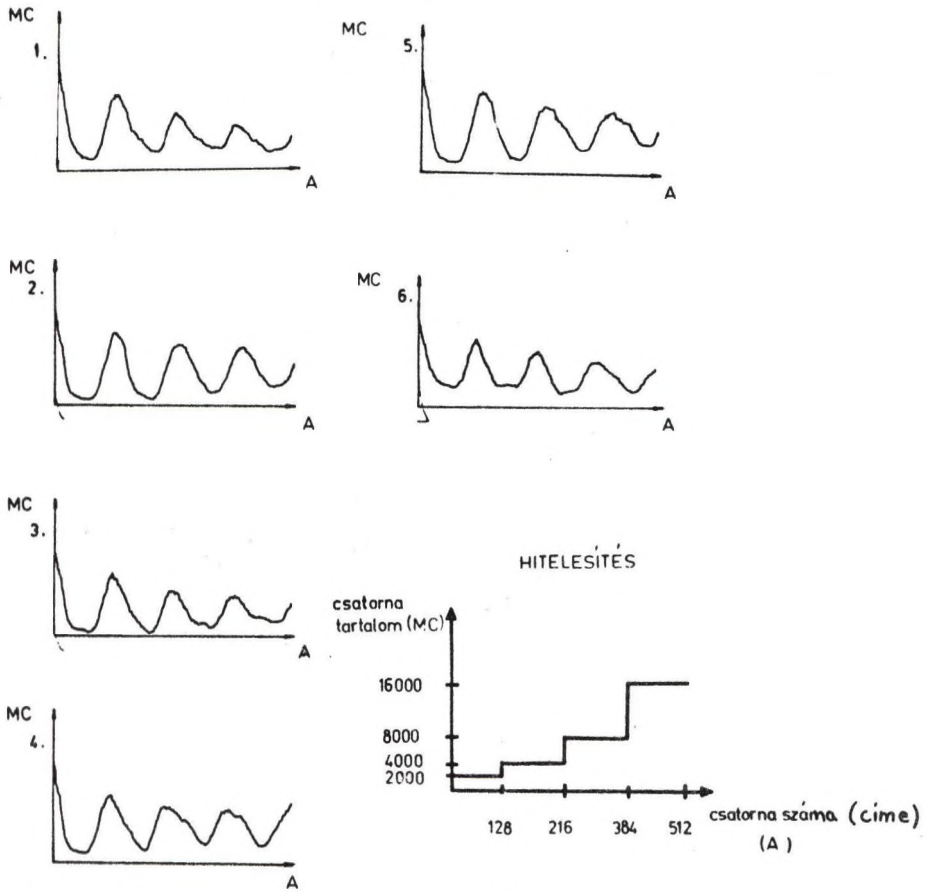 MC
1.
A
MC
5.
A
MC
2.
A
MC
6.
A
MC
3.
A
MC
4.
A
HITELESÍTÉS
csatorna
tartalom (MC)
16000
8000
4000
2000
128 216 384 512
csatorna száma (címe)
(A)